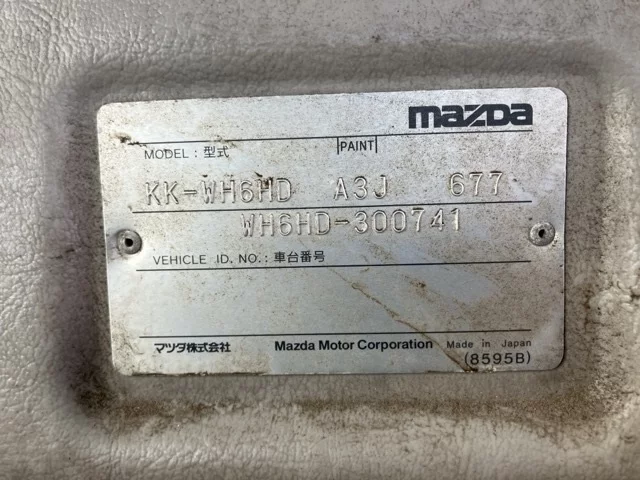 mazda
MODEL : 型式 PAINT
KK-WH6HD A3J 677
WH6HD-300741
VEHICLE ID. NO. : 車台番号
マツダ株式会社 Mazda Motor Corporation Made in Japan
(8595B)